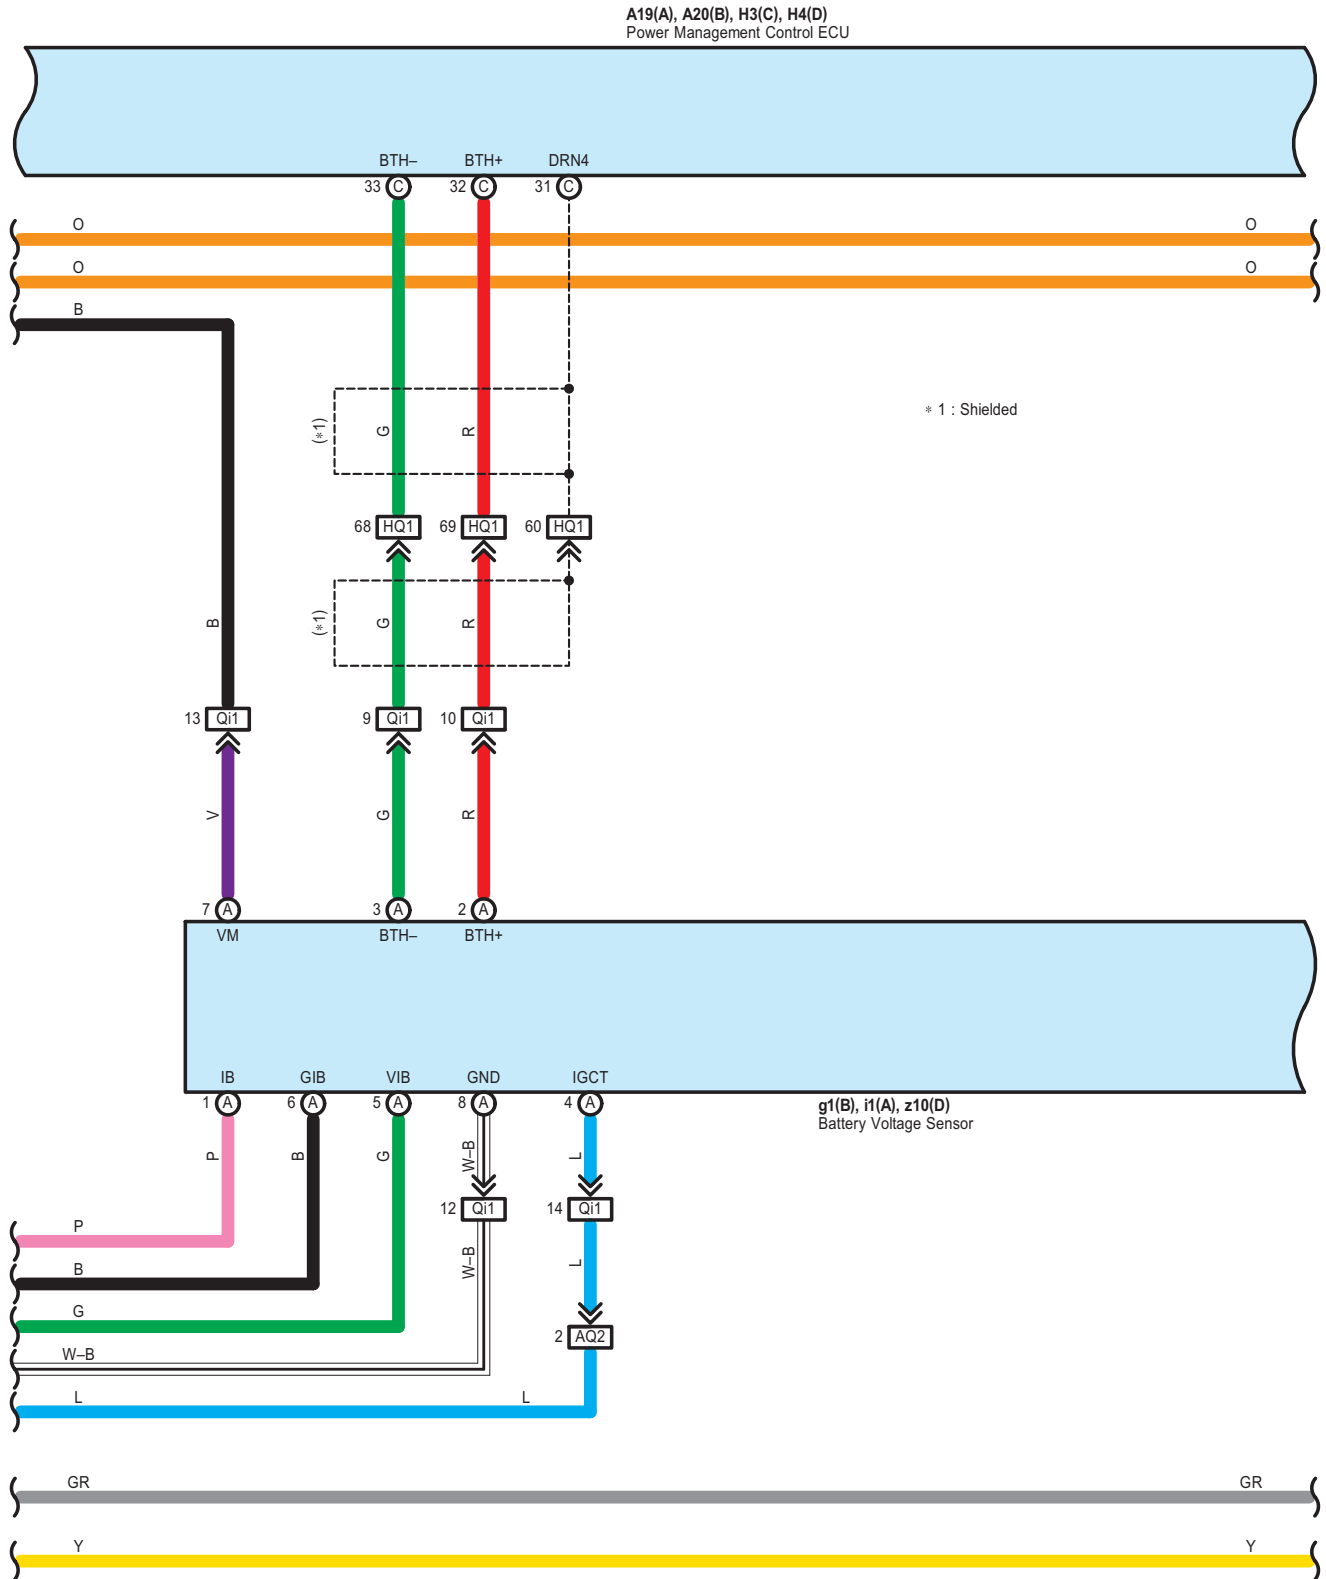 A19(A), A20(B), H3(C), H4(D)
Power Management Control ECU
BTH– BTH+ DRN4
33 C 32 C 31 C
O O
O O
B
∗ 1 : Shielded
(∗1) G R
68 HQ1 69 HQ1 60 HQ1
B (∗1) G R
13 Qi1 9 Qi1 10 Qi1
V G R
7 A 3 A 2 A
VM BTH– BTH+
IB GIB VIB GND IGCT
1 A 6 A 5 A 8 A 4 A
g1(B), i1(A), z10(D)
Battery Voltage Sensor
P B G W–B L
12 Qi1 14 Qi1
P
W–B L
B
G
2 AQ2
W–B
L L
GR GR
Y Y